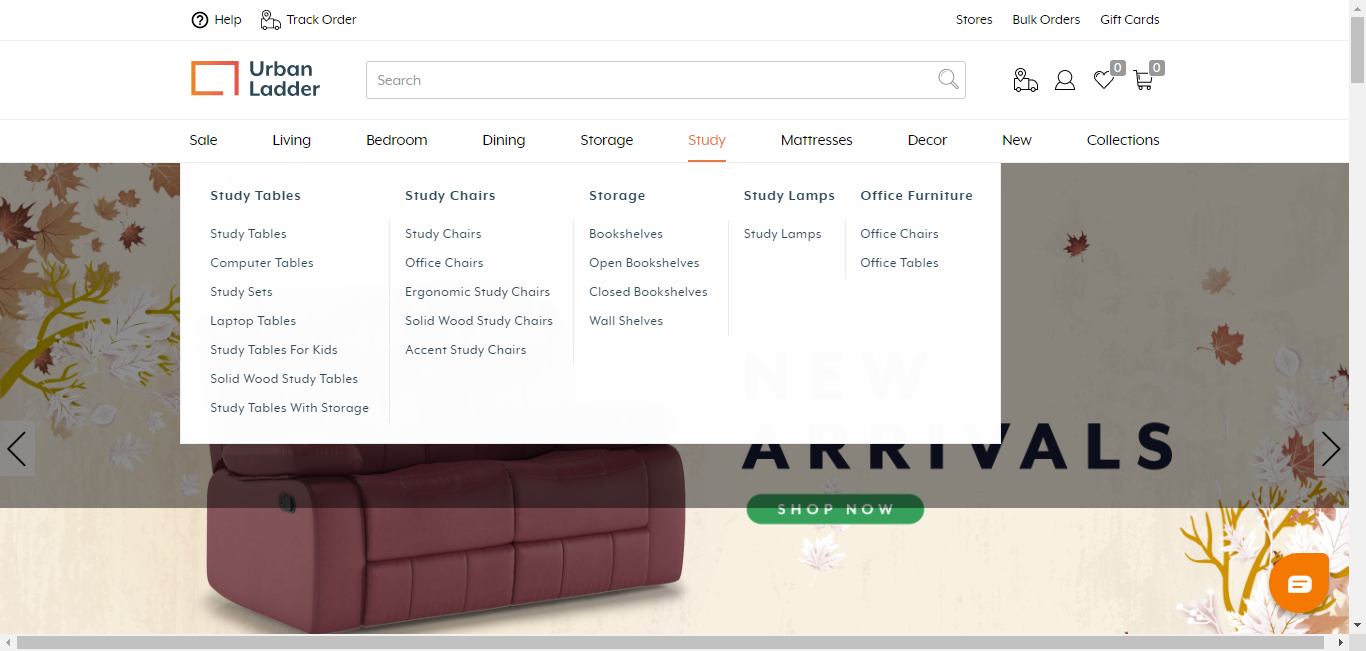 Help
Track Order
Stores
Bulk Orders
Gift Cards
Urban
Ladder
Search
0
0
Sale
Living
Bedroom
Dining
Storage
Study
Mattresses
Decor
New
Collections
Study Tables
Study Tables
Computer Tables
Study Sets
Laptop Tables
Study Tables For Kids
Solid Wood Study Tables
Study Tables With Storage
Study Chairs
Study Chairs
Office Chairs
Ergonomic Study Chairs
Solid Wood Study Chairs
Accent Study Chairs
Storage
Bookshelves
Open Bookshelves
Closed Bookshelves
Wall Shelves
Study Lamps
Study Lamps
Office Furniture
Office Chairs
Office Tables
NEW
ARRIVALS
SHOP NOW